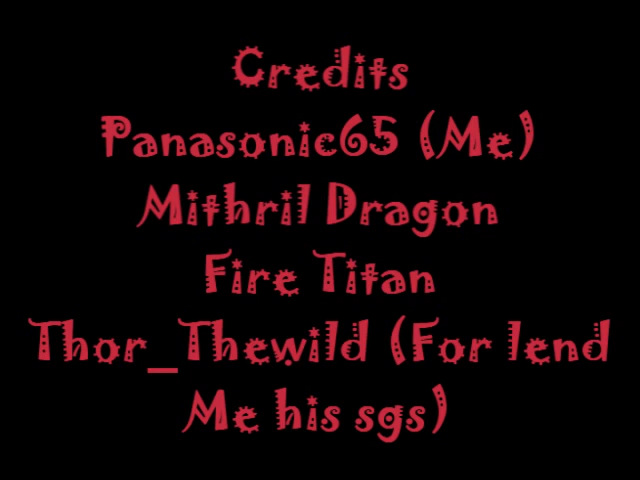 Credits
Panasonic65 (Me)
Mithril Dragon
Fire Titan
Thor_Thewild (For lend
Me his sgs)